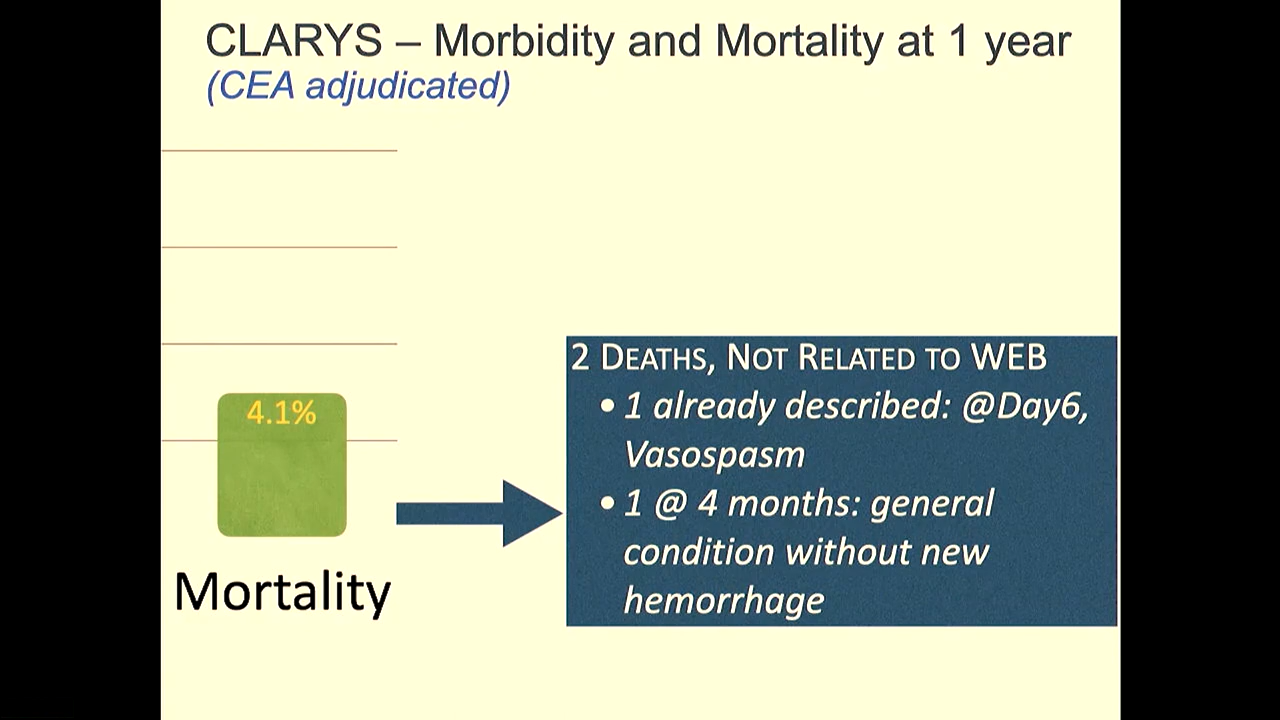 CLARYS – Morbidity and Mortality at 1 year
(CEA adjudicated)
4.1%
Mortality
2 DEATHS, NOT RELATED TO WEB
• 1 already described: @Day6,
Vasospasm
• 1 @ 4 months: general
condition without new
hemorrhage